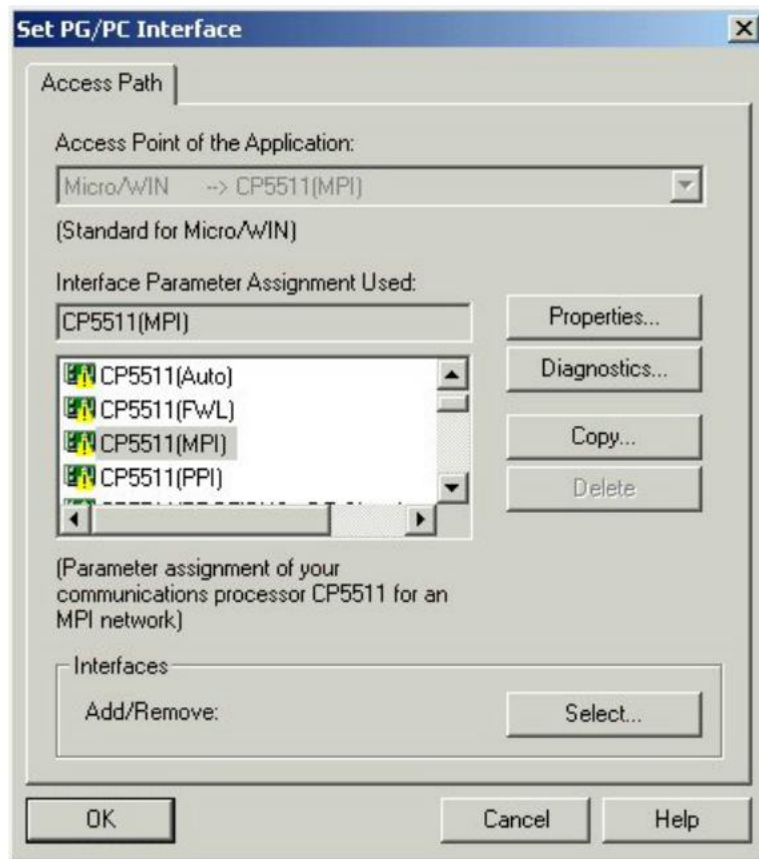 Set PG/PC Interface
Access Path
Access Point of the Application:
Micro/WIN --> CP5511(MPI)
(Standard for Micro/WIN)
Interface Parameter Assignment Used:
CP5511(MPI)
Properties...
CP5511(Auto)
Diagnostics...
CP5511(FWL)
CP5511(MPI)
Copy...
CP5511(PPI)
Delete
(Parameter assignment of your
communications processor CP5511 for an
MPI network)
Interfaces
Add/Remove:
Select...
OK
Cancel
Help